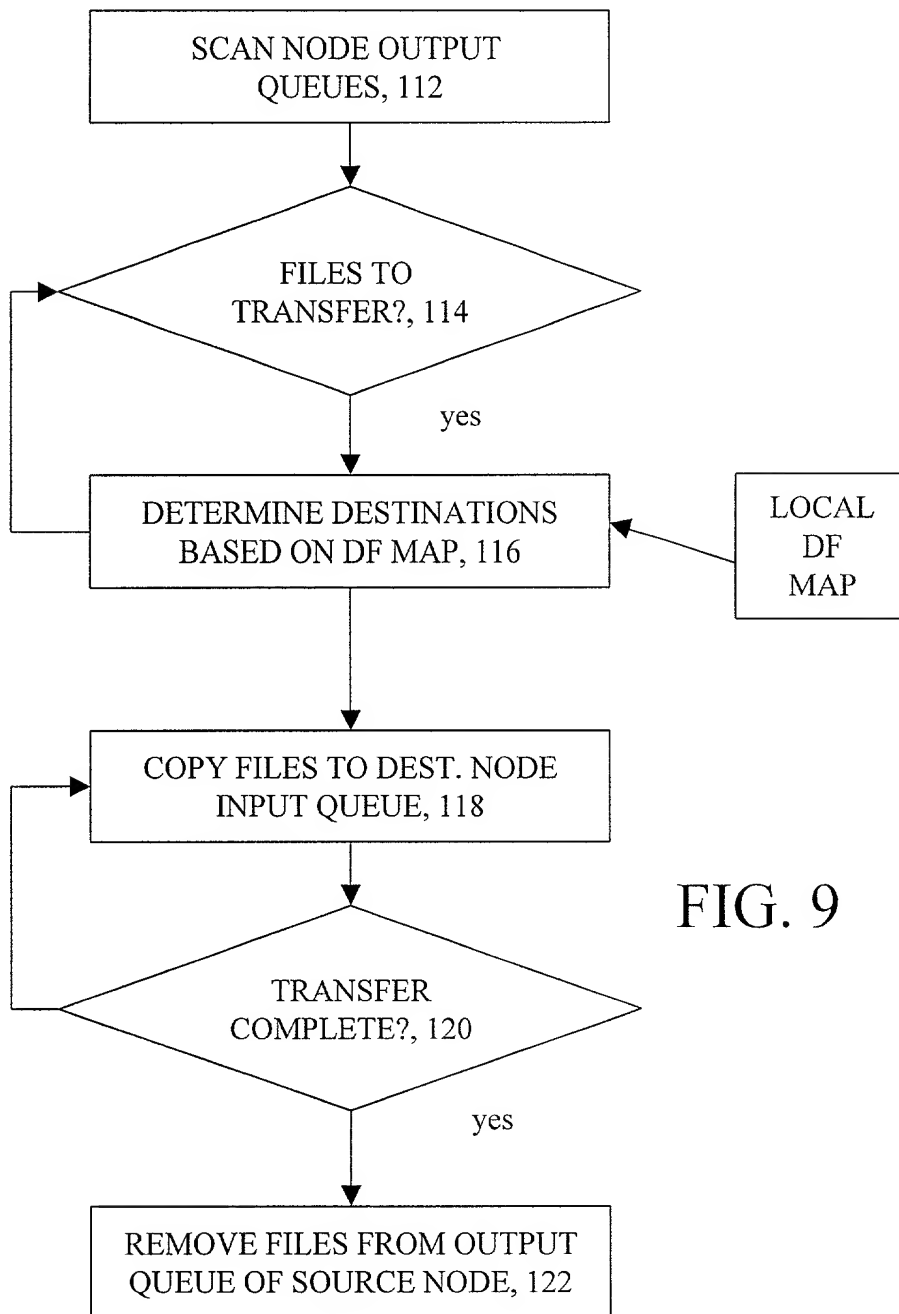 SCAN NODE OUTPUT
QUEUES, 112
FILES TO
TRANSFER?, 114
yes
DETERMINE DESTINATIONS
BASED ON DF MAP, 116
LOCAL
DF
MAP
COPY FILES TO DEST. NODE
INPUT QUEUE, 118
FIG. 9
TRANSFER
COMPLETE?, 120
yes
REMOVE FILES FROM OUTPUT
QUEUE OF SOURCE NODE, 122